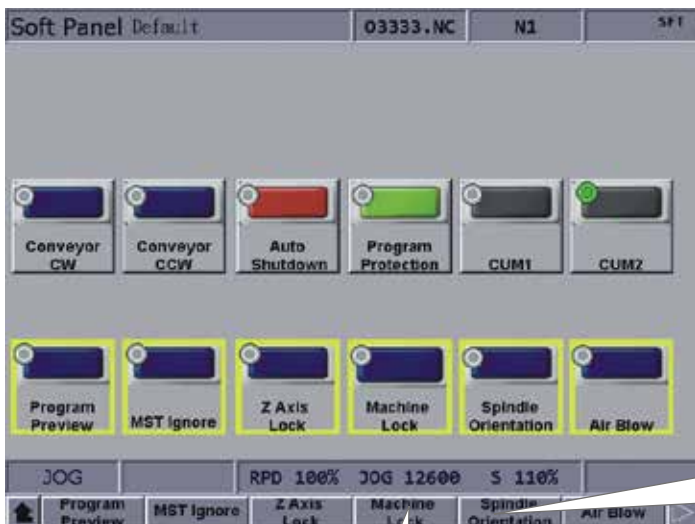 Soft Panel Default O3333.NC N1 SFT
Conveyor CW
Conveyor CCW
Auto Shutdown
Program Protection
CUM1
CUM2
Program Preview
MST Ignore
Z Axis Lock
Machine Lock
Spindle Orientation
Air Blow
JOG RPD 100% JOG 12600 S 110%
Program Preview
MST Ignore
Z Axis Lock
Machine Lock
Spindle Orientation
Air Blow